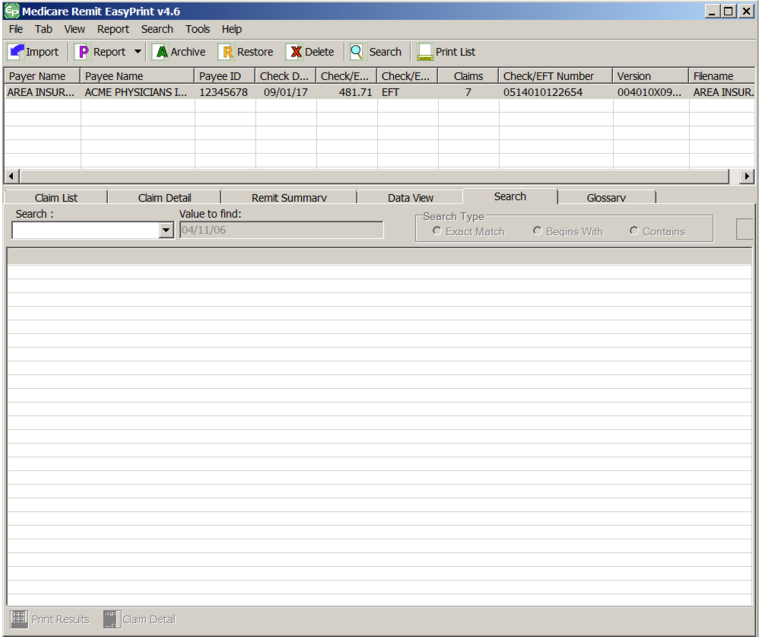 Medicare Remit EasyPrint v4.6
File Tab View Report Search Tools Help
Import P Report A Archive R Restore X Delete Search Print List
Payer Name Payee Name Payee ID Check D... Check/E... Check/E... Claims Check/EFT Number Version Filename
AREA INSUR... ACME PHYSICIANS I... 12345678 09/01/17 481.71 EFT 7 0514010122654 004010X09... AREA INSUR.
Claim List Claim Detail Remit Summary Data View Search Glossary
Search : Value to find: Search Type
04/11/06 Exact Match Begins With Contains
Print Results Claim Detail